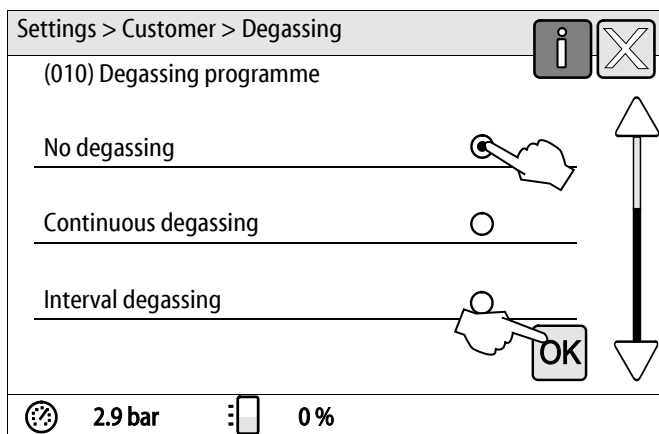 Settings > Customer > Degassing
i
X
(010) Degassing programme
No degassing
Continuous degassing
Interval degassing
OK
2.9 bar
0 %